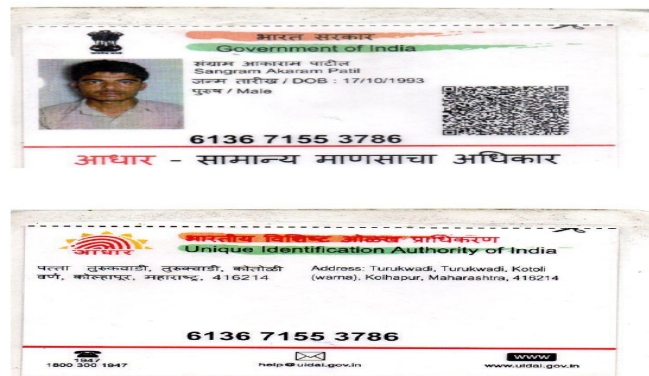 भारत सरकार
Government of India
संग्राम आकाराम पाटील
Sangram Akaram Patil
जन्म तारीख / DOB : 17/10/1993
पुरुष / Male
6136 7155 3786
आधार - सामान्य माणसाचा अधिकार
आधार
भारतीय विशिष्ट ओळख प्राधिकरण
Unique Identification Authority of India
पत्ता तुरुकवाडी, तुरुकवाडी, कोतोळी
वर्ण, कोल्हापूर, महाराष्ट्र, 416214
Address: Turukwadi, Turukwadi, Kotoli
(warna), Kolhapur, Maharashtra, 416214
6136 7155 3786
1947
1800 300 1947
help@uidai.gov.in
WWW
www.uidai.gov.in